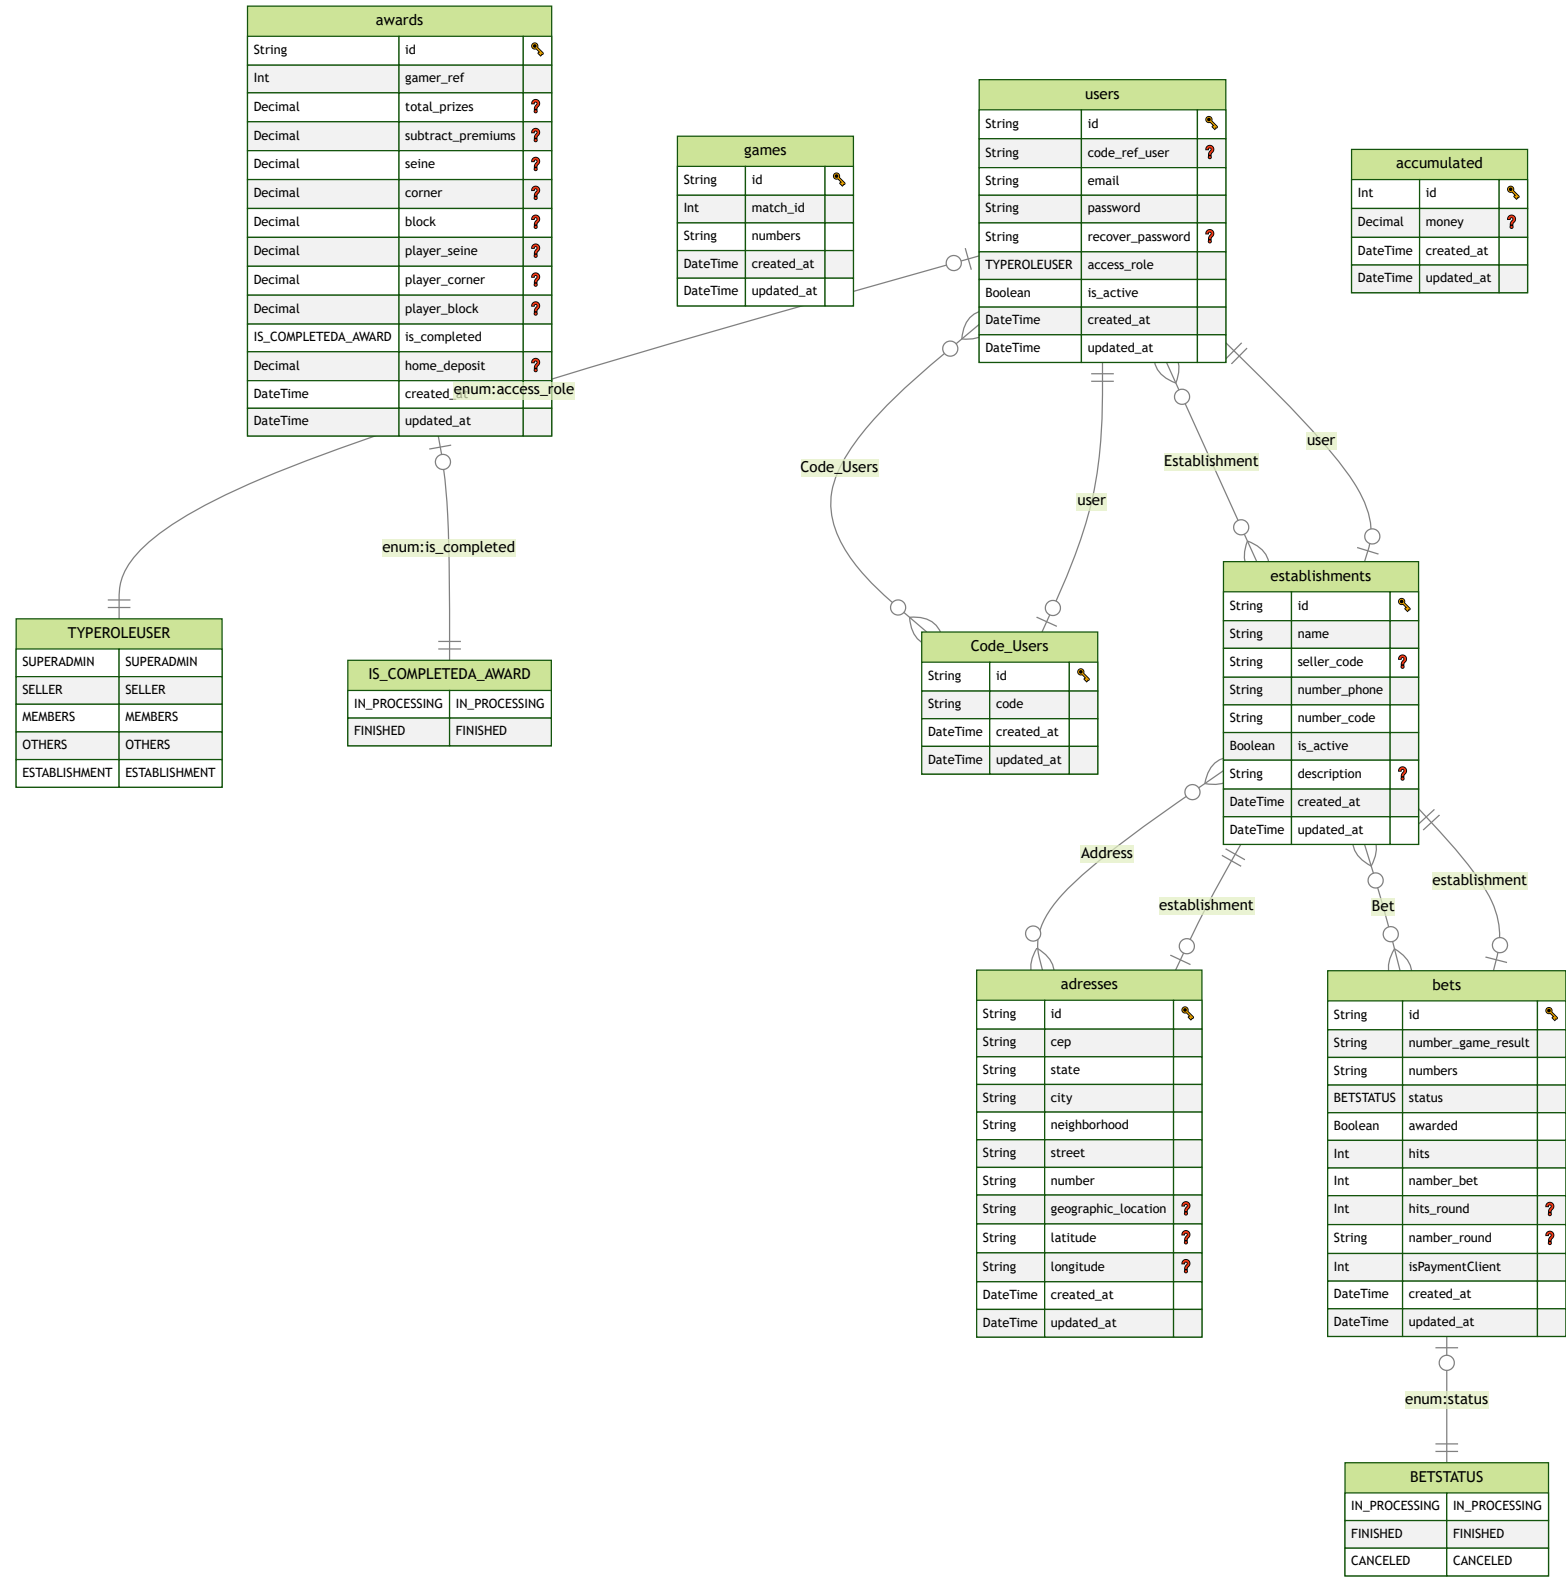 awards
String id
Int gamer_ref
Decimal total_prizes ?
Decimal subtract_premiums ?
Decimal seine ?
Decimal corner ?
Decimal block ?
Decimal player_seine ?
Decimal player_corner ?
Decimal player_block ?
IS_COMPLETEDA_AWARD is_completed
Decimal home_deposit ?
DateTime created_at
DateTime updated_at
games
String id
Int match_id
String numbers
DateTime created_at
DateTime updated_at
users
String id
String code_ref_user ?
String email
String password
String recover_password ?
TYPEROLEUSER access_role
Boolean is_active
DateTime created_at
DateTime updated_at
accumulated
Int id
Decimal money ?
DateTime created_at
DateTime updated_at
enum:access_role
enum:is_completed
Code_Users
user
Establishment
user
TYPEROLEUSER
SUPERADMIN SUPERADMIN
SELLER SELLER
MEMBERS MEMBERS
OTHERS OTHERS
ESTABLISHMENT ESTABLISHMENT
IS_COMPLETEDA_AWARD
IN_PROCESSING IN_PROCESSING
FINISHED FINISHED
Code_Users
String id
String code
DateTime created_at
DateTime updated_at
establishments
String id
String name
String seller_code ?
String number_phone
String number_code
Boolean is_active
String description ?
DateTime created_at
DateTime updated_at
Address
establishment
Bet
establishment
adresses
String id
String cep
String state
String city
String neighborhood
String street
String number
String geographic_location ?
String latitude ?
String longitude ?
DateTime created_at
DateTime updated_at
bets
String id
String number_game_result
String numbers
BETSTATUS status
Boolean awarded
Int hits
Int namber_bet
Int hits_round ?
String namber_round ?
Int isPaymentClient
DateTime created_at
DateTime updated_at
enum:status
BETSTATUS
IN_PROCESSING IN_PROCESSING
FINISHED FINISHED
CANCELED CANCELED